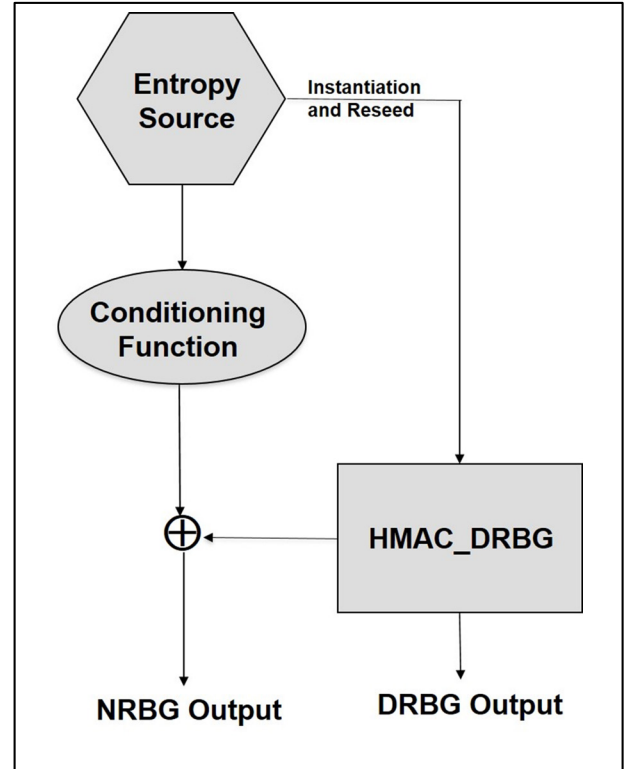 Entropy
Source
Instantiation
and Reseed
Conditioning
Function
HMAC_DRBG
NRBG Output
DRBG Output